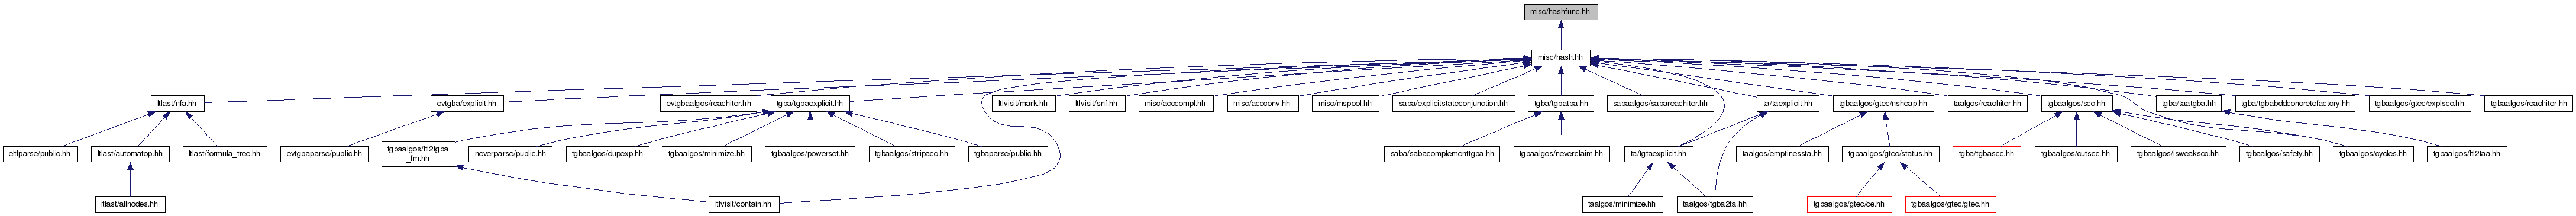 misc/hashfunc.hh
misc/hash.hh
ltlast/nfa.hh
evtgba/explicit.hh
evtgbaalgos/reachiter.hh
tgba/tgbaexplicit.hh
ltlvisit/mark.hh
ltlvisit/snf.hh
misc/acccompl.hh
misc/accconv.hh
misc/mspool.hh
saba/explicitstateconjunction.hh
tgba/tgbatba.hh
sabaalgos/sabareachiter.hh
ta/taexplicit.hh
tgbaalgos/gtec/nsheap.hh
taalgos/reachiter.hh
tgbaalgos/scc.hh
tgba/taatgba.hh
tgba/tgbabddconcretefactory.hh
tgbaalgos/gtec/explscc.hh
tgbaalgos/reachiter.hh
eltlparse/public.hh
ltlast/automatop.hh
ltlast/formula_tree.hh
evtgbaparse/public.hh
tgbaalgos/ltl2tgba
_fm.hh
neverparse/public.hh
tgbaalgos/dupexp.hh
tgbaalgos/minimize.hh
tgbaalgos/powerset.hh
tgbaalgos/stripacc.hh
tgbaparse/public.hh
saba/sabacomplementtgba.hh
tgbaalgos/neverclaim.hh
ta/tgtaexplicit.hh
taalgos/emptinessta.hh
tgbaalgos/gtec/status.hh
tgba/tgbascc.hh
tgbaalgos/cutscc.hh
tgbaalgos/isweakscc.hh
tgbaalgos/safety.hh
tgbaalgos/cycles.hh
tgbaalgos/ltl2taa.hh
ltlast/allnodes.hh
ltlvisit/contain.hh
taalgos/minimize.hh
taalgos/tgba2ta.hh
tgbaalgos/gtec/ce.hh
tgbaalgos/gtec/gtec.hh